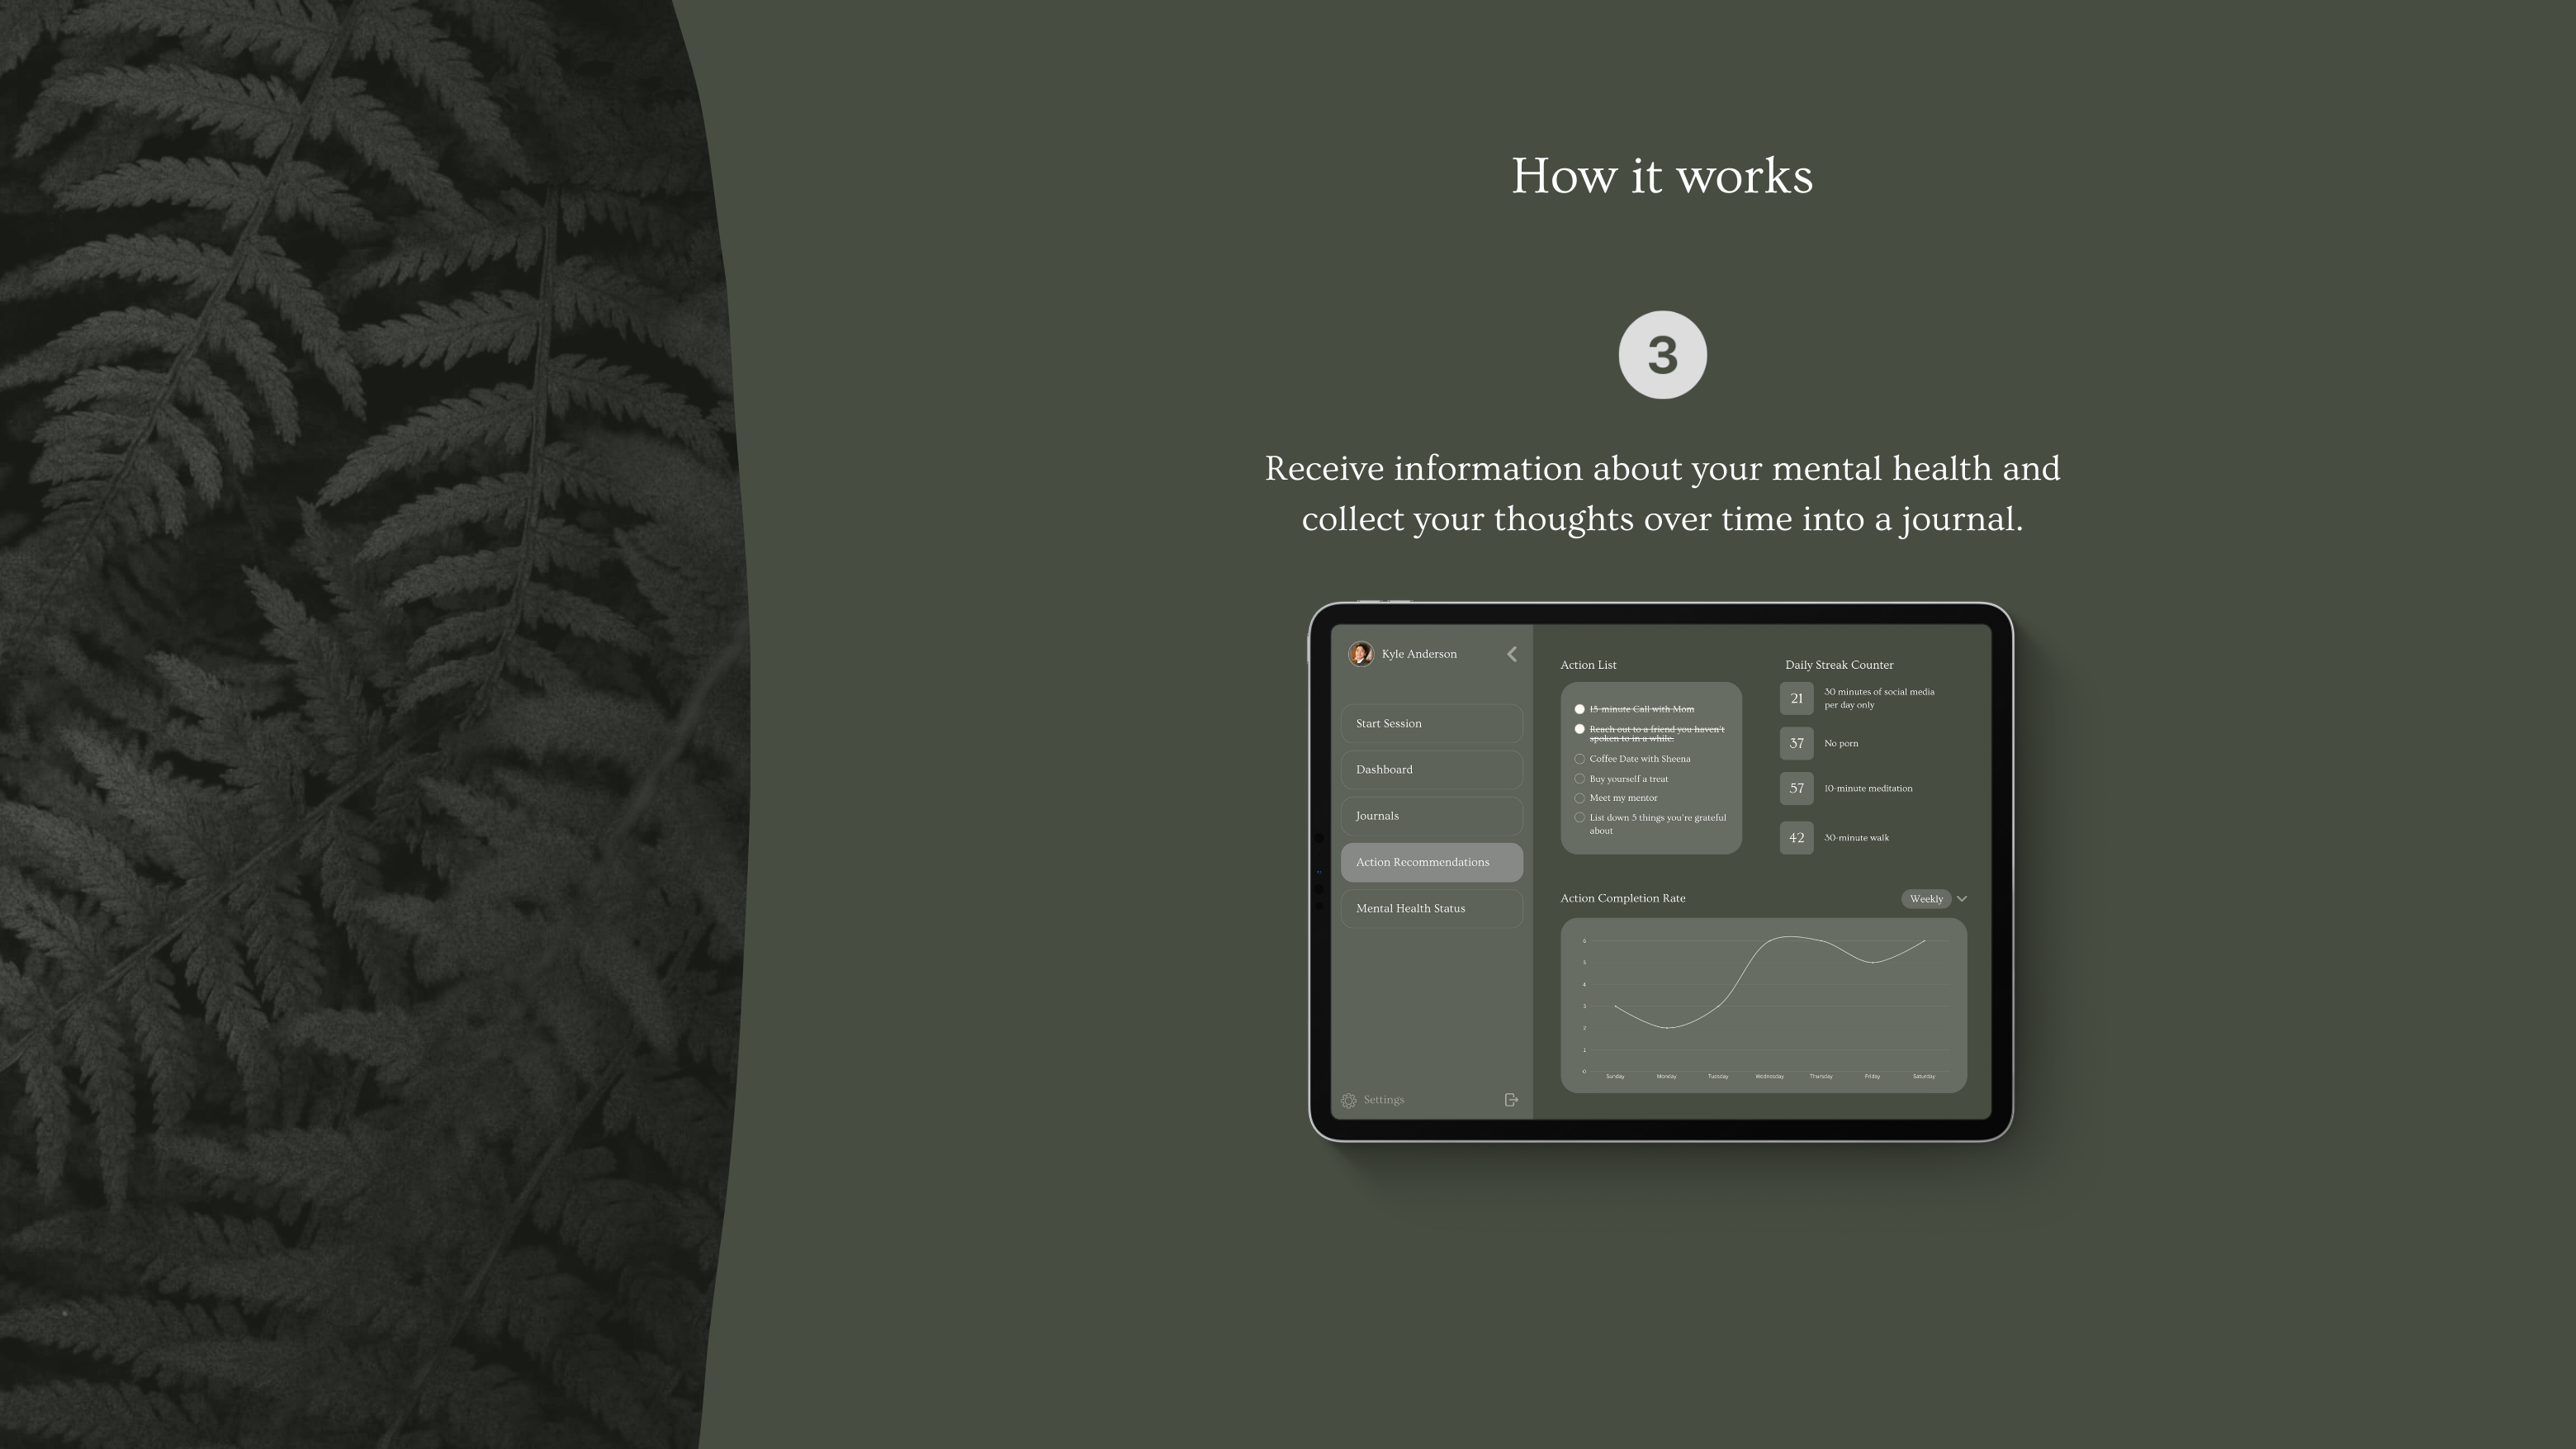 How it works
3
Receive information about your mental health and
collect your thoughts over time into a journal.
Kyle Anderson
Start Session
Dashboard
Journals
Action Recommendations
Mental Health Status
Settings
Action List
15-minute Call with Mom
Reach out to a friend you haven't
spoken to in a while.
Coffee Date with Sheena
Buy yourself a treat
Meet my mentor
List down 5 things you're grateful
about
Daily Streak Counter
21
30 minutes of social media
per day only
37
No porn
57
10-minute meditation
42
30-minute walk
Action Completion Rate
Weekly
6
5
4
3
2
1
0
Sunday
Monday
Tuesday
Wednesday
Thursday
Friday
Saturday